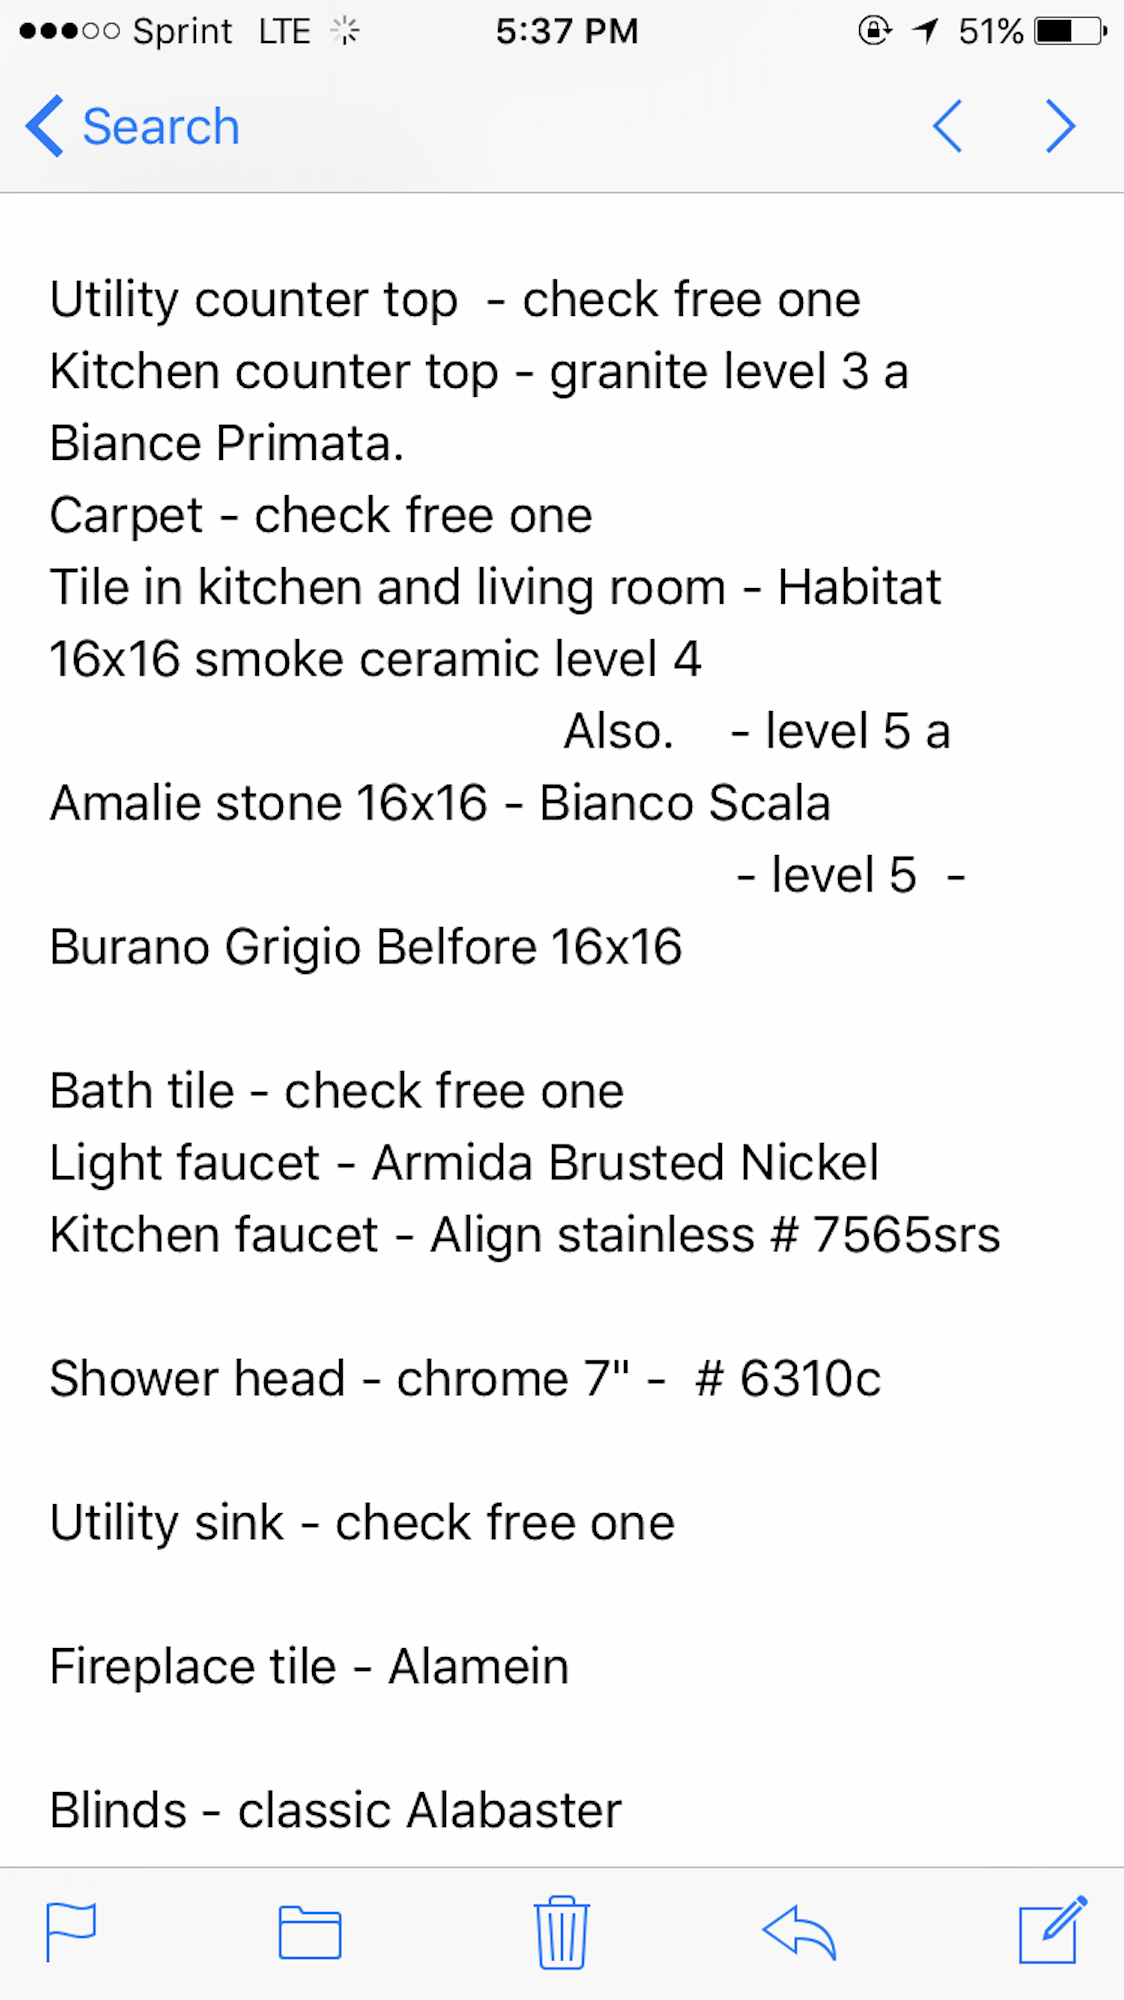 Sprint LTE 5:37 PM 51%
Search
Utility counter top - check free one
Kitchen counter top - granite level 3 a
Biance Primata.
Carpet - check free one
Tile in kitchen and living room - Habitat
16x16 smoke ceramic level 4
Also. - level 5 a
Amalie stone 16x16 - Bianco Scala
- level 5 -
Burano Grigio Belfore 16x16
Bath tile - check free one
Light faucet - Armida Brusted Nickel
Kitchen faucet - Align stainless # 7565srs
Shower head - chrome 7" - # 6310c
Utility sink - check free one
Fireplace tile - Alamein
Blinds - classic Alabaster